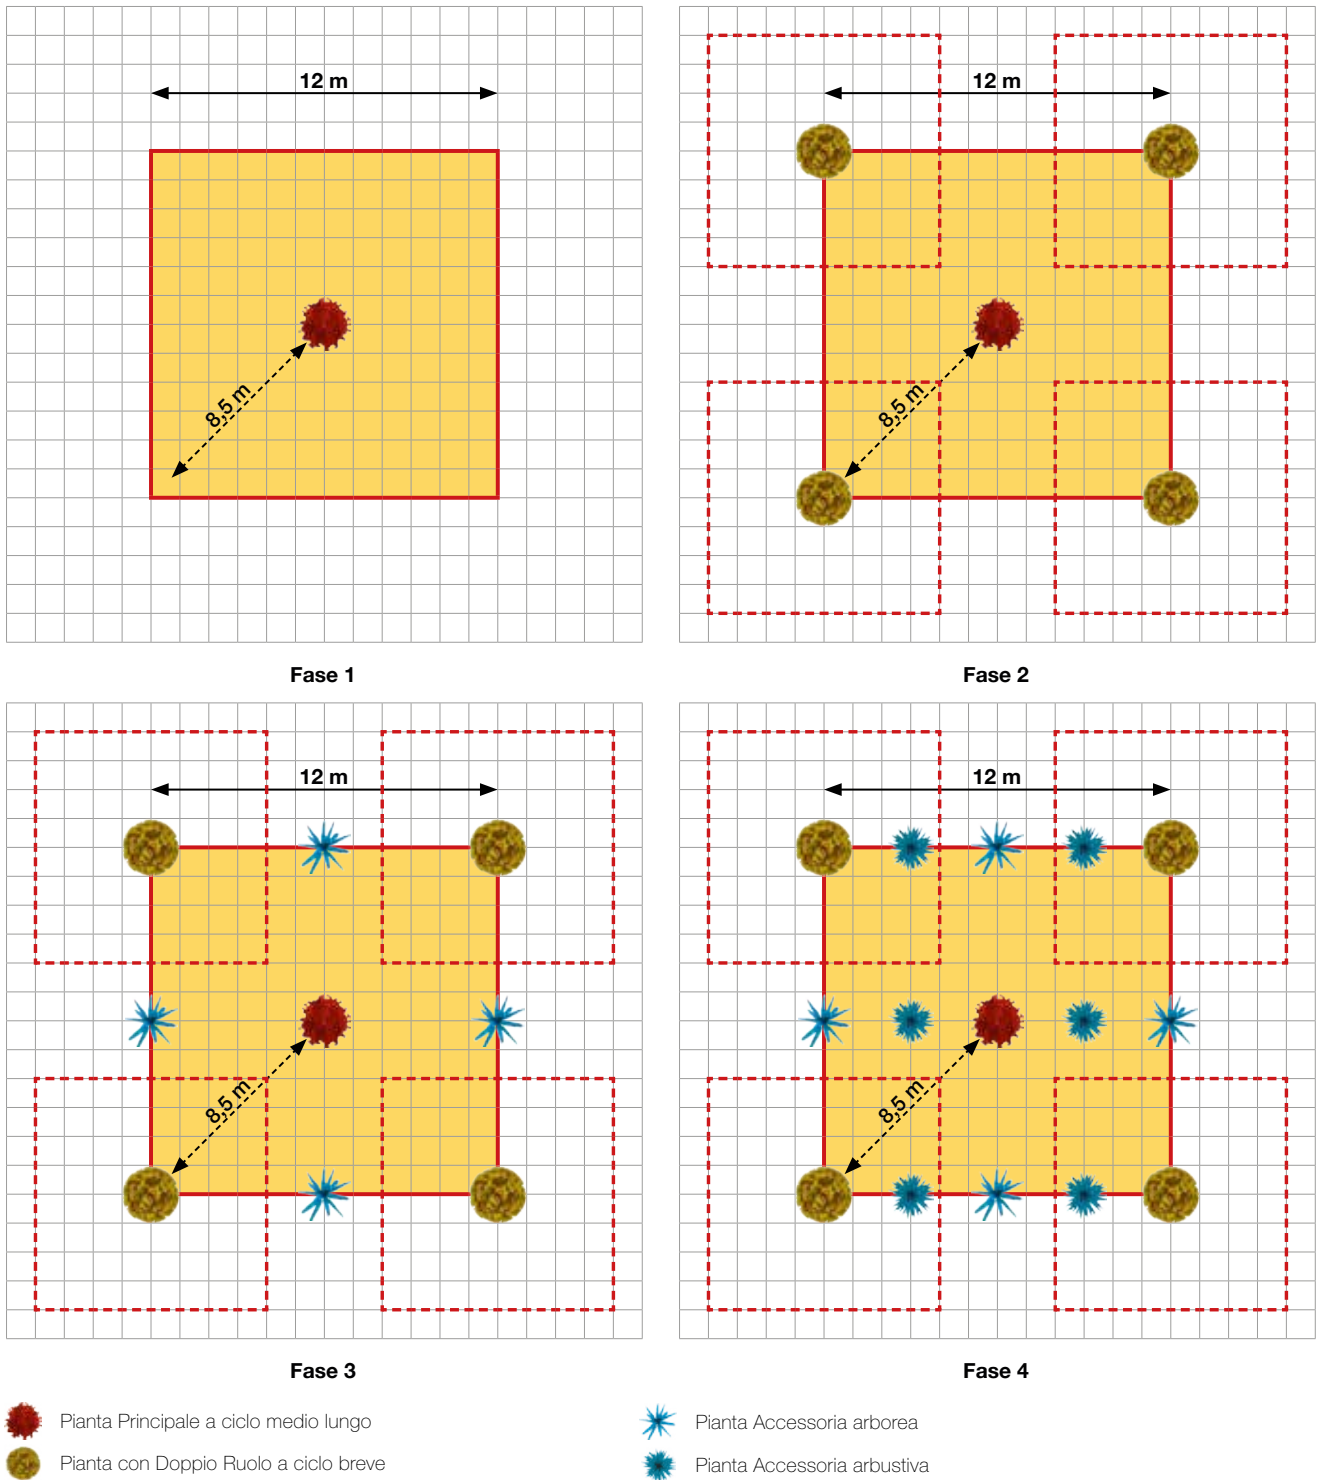 12 m
8,5 m
Fase 1
12 m
8,5 m
Fase 2
12 m
8,5 m
Fase 3
12 m
8,5 m
Fase 4
Pianta Principale a ciclo medio lungo
Pianta con Doppio Ruolo a ciclo breve
Pianta Accessoria arborea
Pianta Accessoria arbustiva